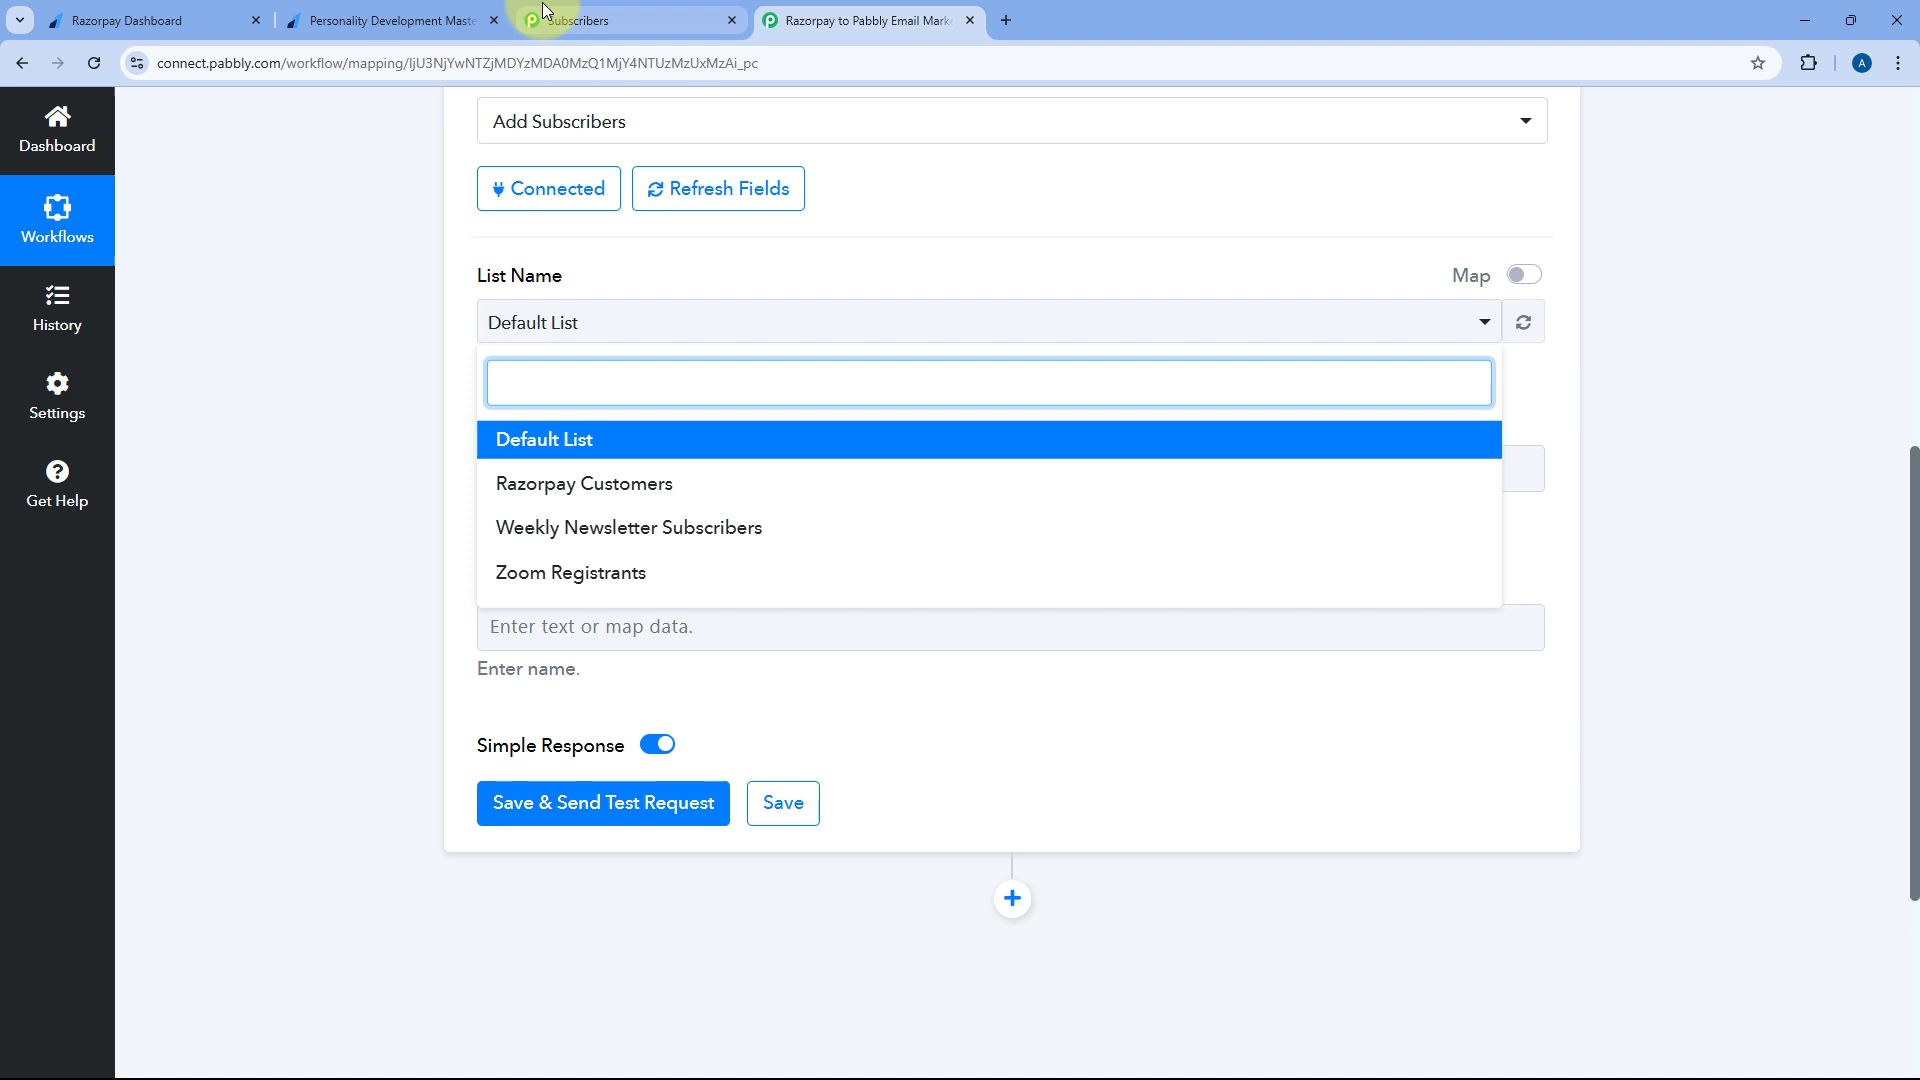 Razorpay Dashboard
Personality Development Maste
Subscribers
Razorpay to Pabbly Email Mark
connect.pabbly.com/workflow/mapping/IjU3NjYwNTZjMDYzMDA0MzQ1MjY4NTUzMzUxMzAi_pc
A
Dashboard
Workflows
History
Settings
Get Help
Add Subscribers
Connected
Refresh Fields
List Name
Map
Default List
Default List
Razorpay Customers
Weekly Newsletter Subscribers
Zoom Registrants
Enter text or map data.
Enter name.
Simple Response
Save & Send Test Request
Save